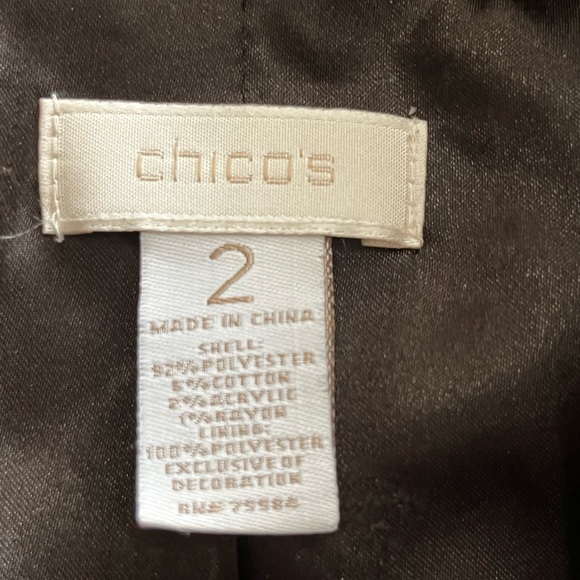 chico's
2
MADE IN CHINA
SHELL:
92%POLYESTER
5%COTTON
2%ACRYLIC
1%RAYON
LINING:
100%POLYESTER
EXCLUSIVE OF
DECORATION
RN# 75584